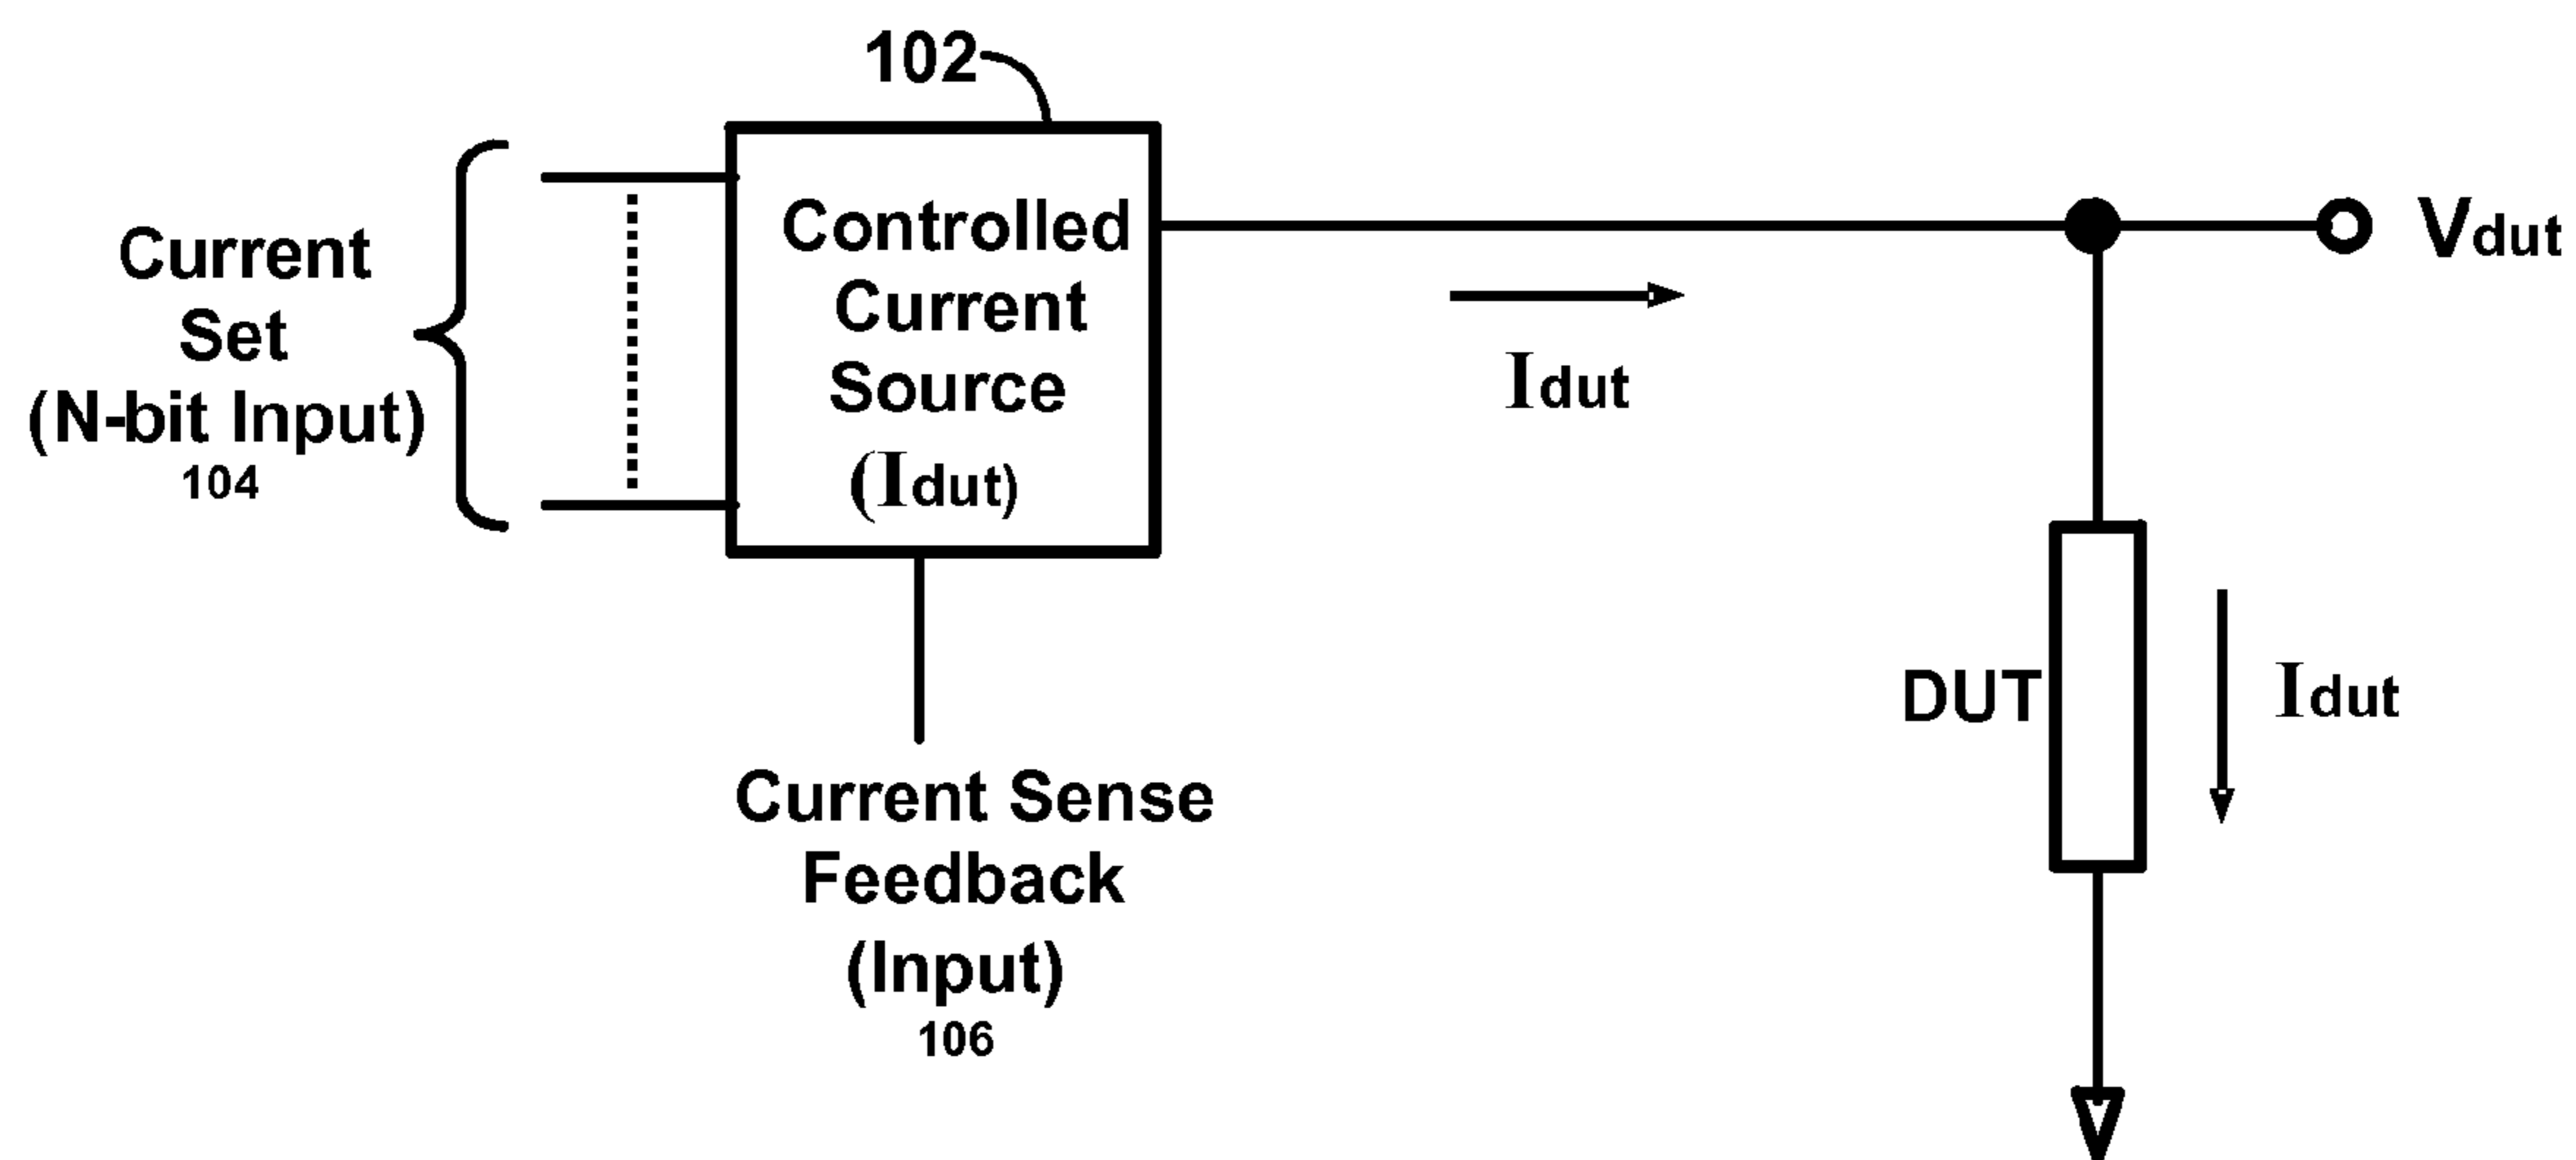 102
Current
Set
(N-bit Input)
104
Controlled
Current
Source
(Idut)
Current Sense
Feedback
(Input)
106
Idut
Vdut
DUT
Idut